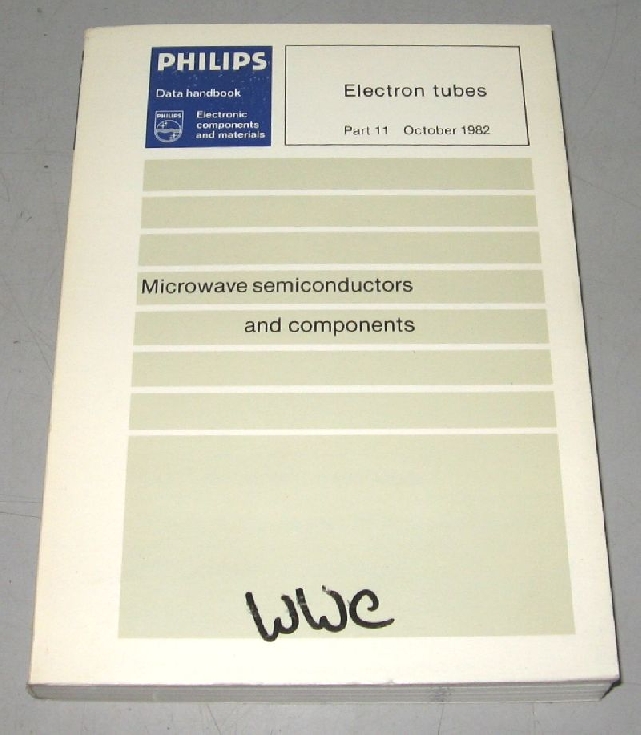 PHILIPS
Data handbook
PHILIPS
Electronic
components
and materials
Electron tubes
Part 11 October 1982
Microwave semiconductors
and components
WWC